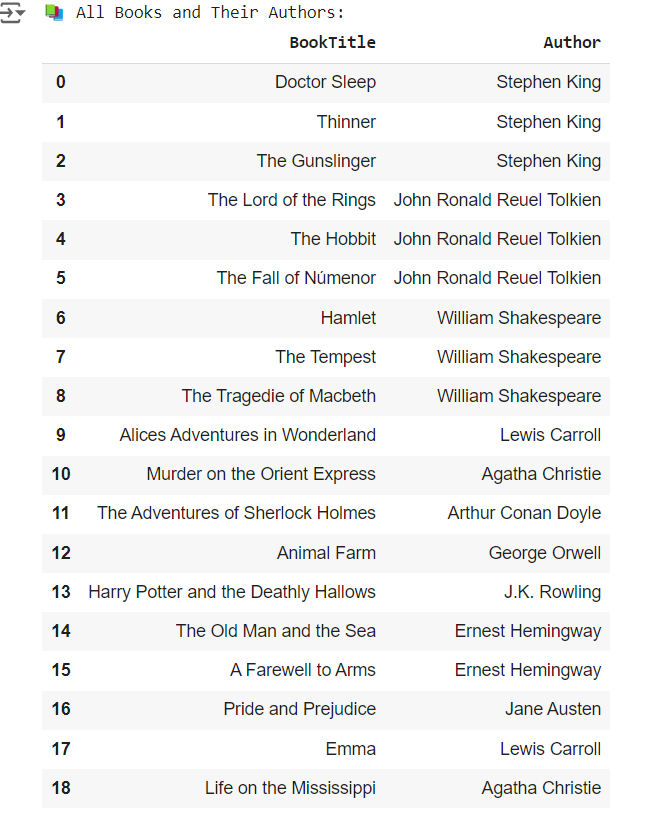 All Books and Their Authors:
BookTitle Author
0 Doctor Sleep Stephen King
1 Thinner Stephen King
2 The Gunslinger Stephen King
3 The Lord of the Rings John Ronald Reuel Tolkien
4 The Hobbit John Ronald Reuel Tolkien
5 The Fall of Númenor John Ronald Reuel Tolkien
6 Hamlet William Shakespeare
7 The Tempest William Shakespeare
8 The Tragedie of Macbeth William Shakespeare
9 Alices Adventures in Wonderland Lewis Carroll
10 Murder on the Orient Express Agatha Christie
11 The Adventures of Sherlock Holmes Arthur Conan Doyle
12 Animal Farm George Orwell
13 Harry Potter and the Deathly Hallows J.K. Rowling
14 The Old Man and the Sea Ernest Hemingway
15 A Farewell to Arms Ernest Hemingway
16 Pride and Prejudice Jane Austen
17 Emma Lewis Carroll
18 Life on the Mississippi Agatha Christie